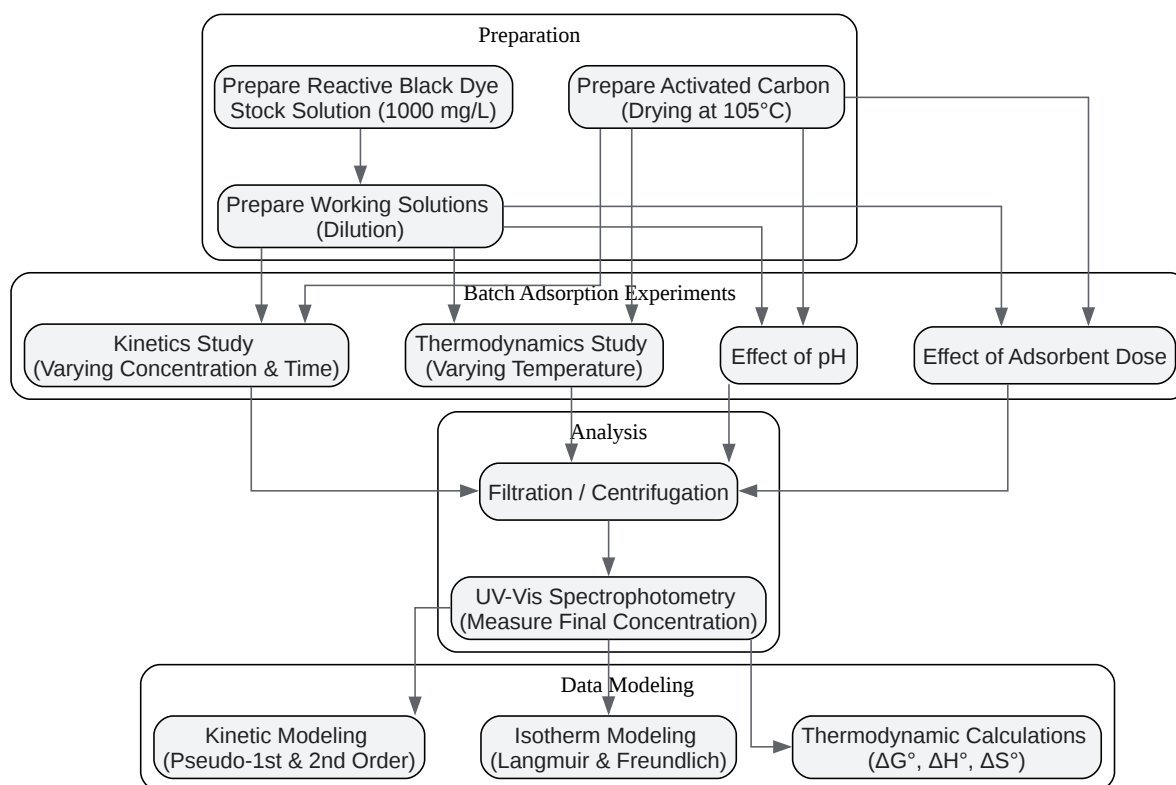 Preparation
Prepare Reactive Black Dye
Stock Solution (1000 mg/L)
Prepare Activated Carbon
(Drying at 105°C)
Prepare Working Solutions
(Dilution)
Batch Adsorption Experiments
Kinetics Study
(Varying Concentration & Time)
Thermodynamics Study
(Varying Temperature)
Effect of pH
Effect of Adsorbent Dose
Analysis
Filtration / Centrifugation
UV-Vis Spectrophotometry
(Measure Final Concentration)
Data Modeling
Kinetic Modeling
(Pseudo-1st & 2nd Order)
Isotherm Modeling
(Langmuir & Freundlich)
Thermodynamic Calculations
(ΔG°, ΔH°, ΔS°)